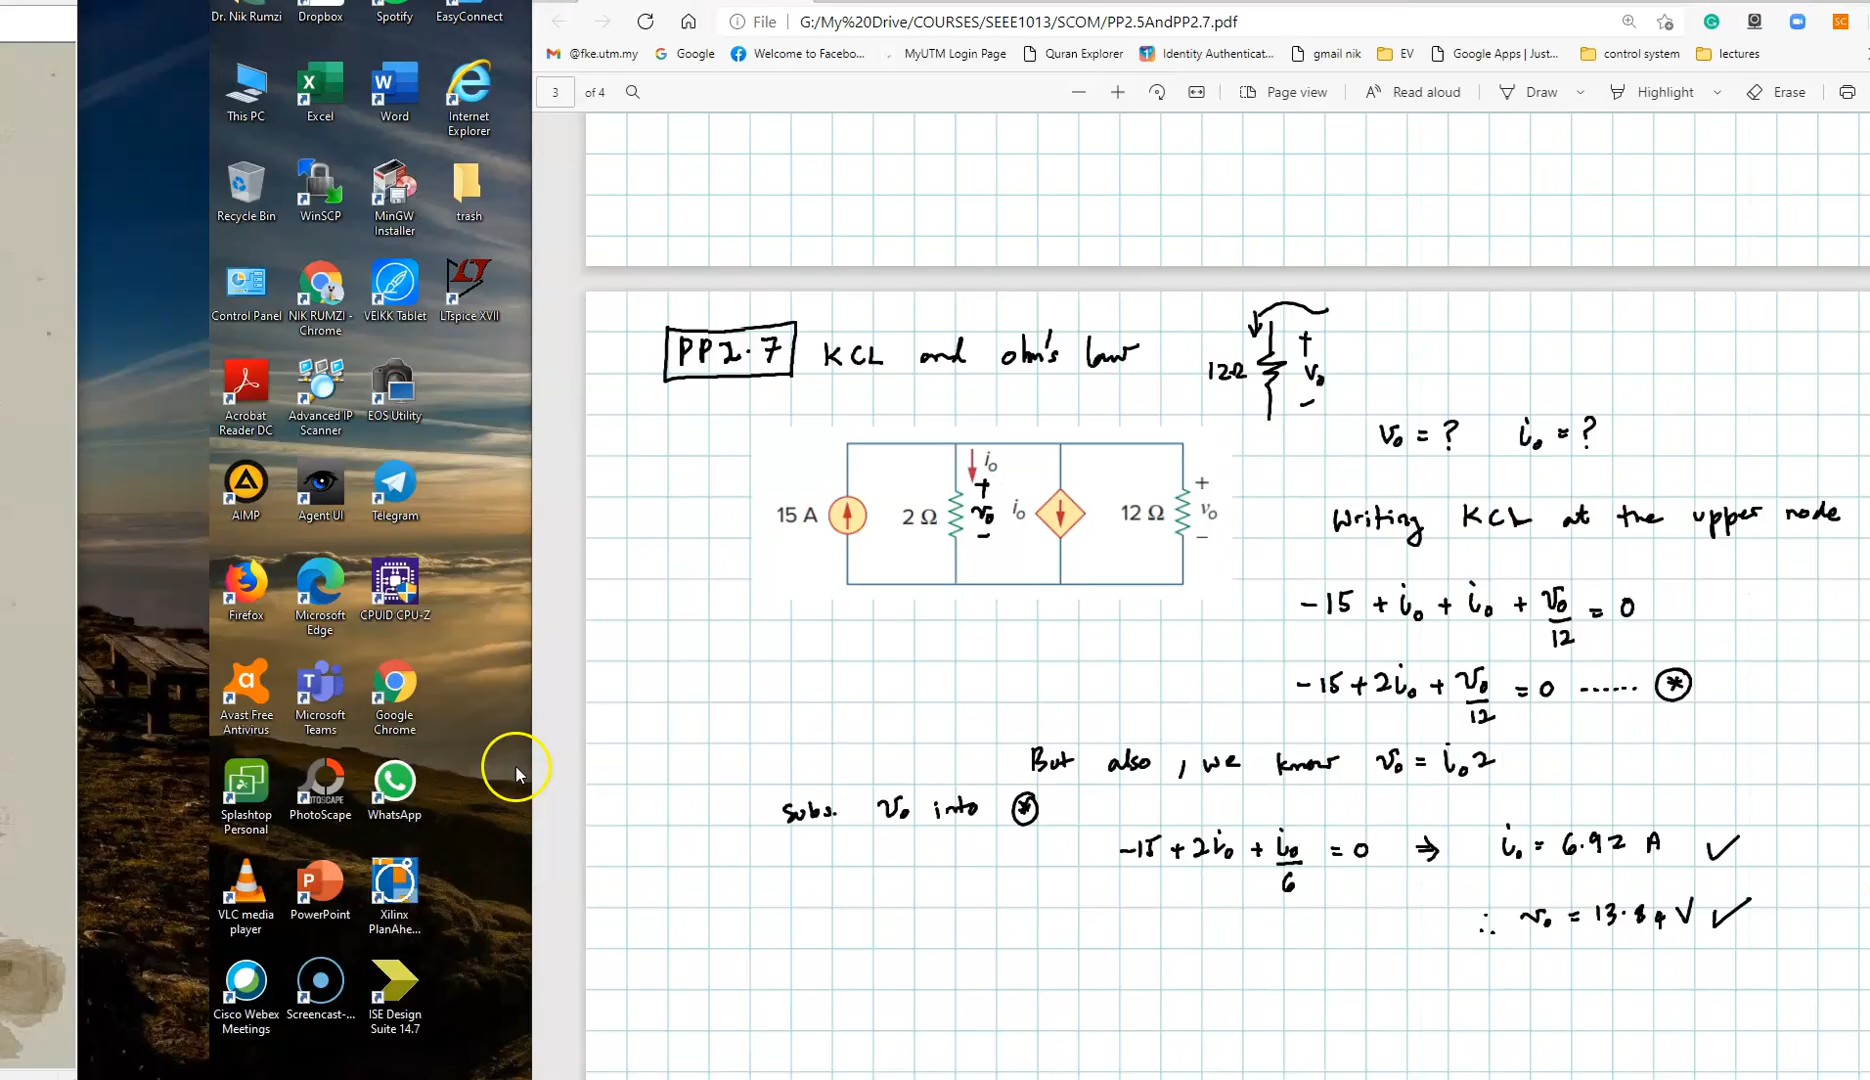 Dr. Nik Rumzi
Dropbox
Spotify
EasyConnect
This PC
Excel
Word
Internet Explorer
Recycle Bin
WinSCP
MinGW Installer
trash
Control Panel
NIK RUMZI - Chrome
VEIKK Tablet
LTspice XVII
Acrobat Reader DC
Advanced IP Scanner
EOS Utility
AIMP
Agent UI
Telegram
Firefox
Microsoft Edge
CPUID CPU-Z
Avast Free Antivirus
Microsoft Teams
Google Chrome
Splashtop Personal
PhotoScape
WhatsApp
VLC media player
PowerPoint
Xilinx PlanAhe...
Cisco Webex Meetings
Screencast-...
ISE Design Suite 14.7
File G:/My%20Drive/COURSES/SEEE1013/SCOM/PP2.5AndPP2.7.pdf
@fke.utm.my Google Welcome to Facebo... MyUTM Login Page Quran Explorer Identity Authenticat... gmail nik EV Google Apps | Just... control system lectures
3 of 4 Page view Read aloud Draw Highlight Erase
PP2.7 KCL and ohm's law
12Ω + v₀ −
v₀ = ? i₀ = ?
15 A 2 Ω + v₀ − i₀ i₀ 12 Ω + v₀ −
Writing KCL at the upper node
-15 + i₀ + i₀ + v₀/12 = 0
-15 + 2i₀ + v₀/12 = 0 ...... *
But also, we know v₀ = i₀2
subs. v₀ into *
-15 + 2i₀ + i₀/6 = 0 ⇒ i₀ = 6.92 A ✓
∴ v₀ = 13.84 V ✓